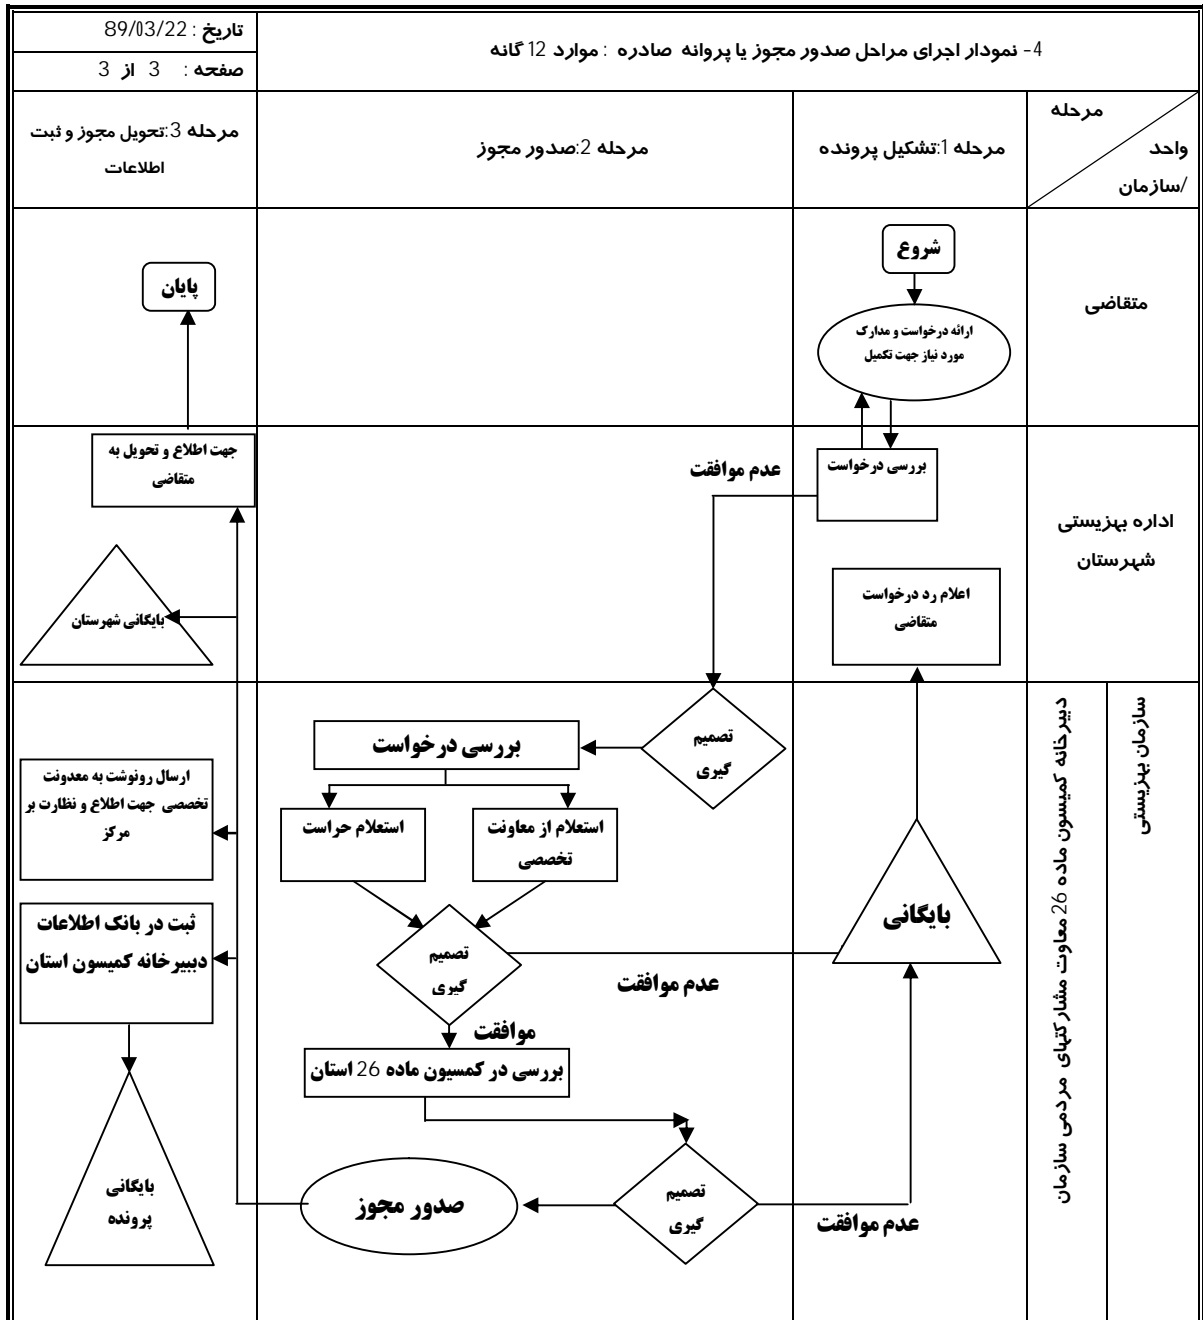 4- نمودار اجرای مراحل صدور مجوز یا پروانه صادره : موارد 12 گانه
تاریخ : 89/03/22
صفحه : 3 از 3
مرحله
واحد
/سازمان
مرحله 1:تشکیل پرونده
مرحله 2:صدور مجوز
مرحله 3:تحویل مجوز و ثبت
اطلاعات
متقاضی
شروع
ارائه درخواست و مدارک
مورد نیاز جهت تکمیل
پایان
اداره بهزیستی
شهرستان
بررسی درخواست
عدم موافقت
اعلام رد درخواست
متقاضی
جهت اطلاع و تحویل به
متقاضی
بایگانی شهرستان
سازمان بهزیستی
دبیرخانه کمیسون ماده 26 معاوت مشارکتهای مردمی سازمان
بایگانی
تصمیم
گیری
بررسی درخواست
استعلام از معاونت
تخصصی
استعلام حراست
تصمیم
گیری
عدم موافقت
موافقت
بررسی در کمسیون ماده 26 استان
تصمیم
گیری
عدم موافقت
صدور مجوز
ارسال رونوشت به معدونت
تخصصی جهت اطلاع و نظارت بر
مرکز
ثبت در بانک اطلاعات
دبیرخانه کمیسون استان
بایگانی
پرونده